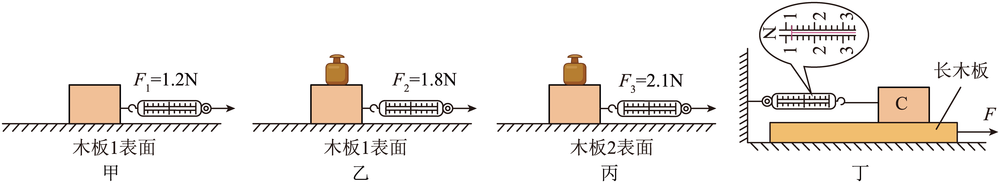 F₁=1.2N
木板1表面
甲
F₂=1.8N
木板1表面
乙
F₃=2.1N
木板2表面
丙
N
1 2 3
1 2 3
长木板
C
F
丁